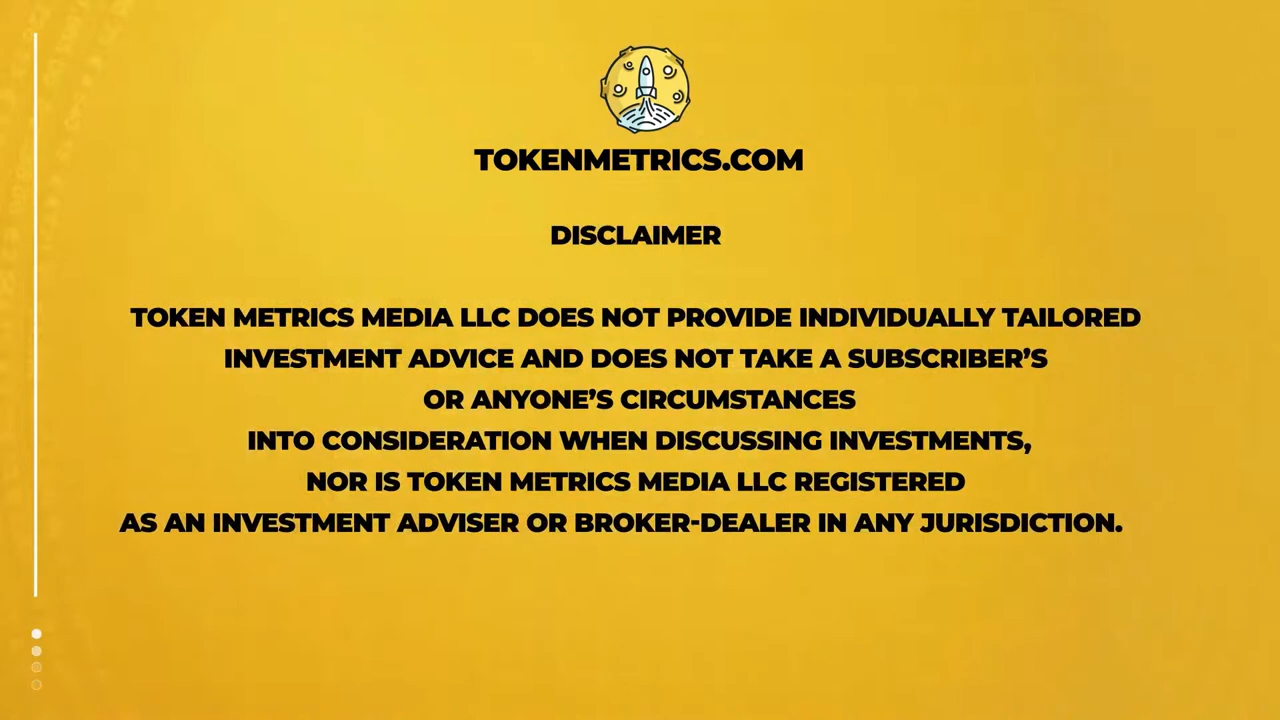 TOKENMETRICS.COM
DISCLAIMER
TOKEN METRICS MEDIA LLC DOES NOT PROVIDE INDIVIDUALLY TAILORED
INVESTMENT ADVICE AND DOES NOT TAKE A SUBSCRIBER’S
OR ANYONE’S CIRCUMSTANCES
INTO CONSIDERATION WHEN DISCUSSING INVESTMENTS,
NOR IS TOKEN METRICS MEDIA LLC REGISTERED
AS AN INVESTMENT ADVISER OR BROKER-DEALER IN ANY JURISDICTION.